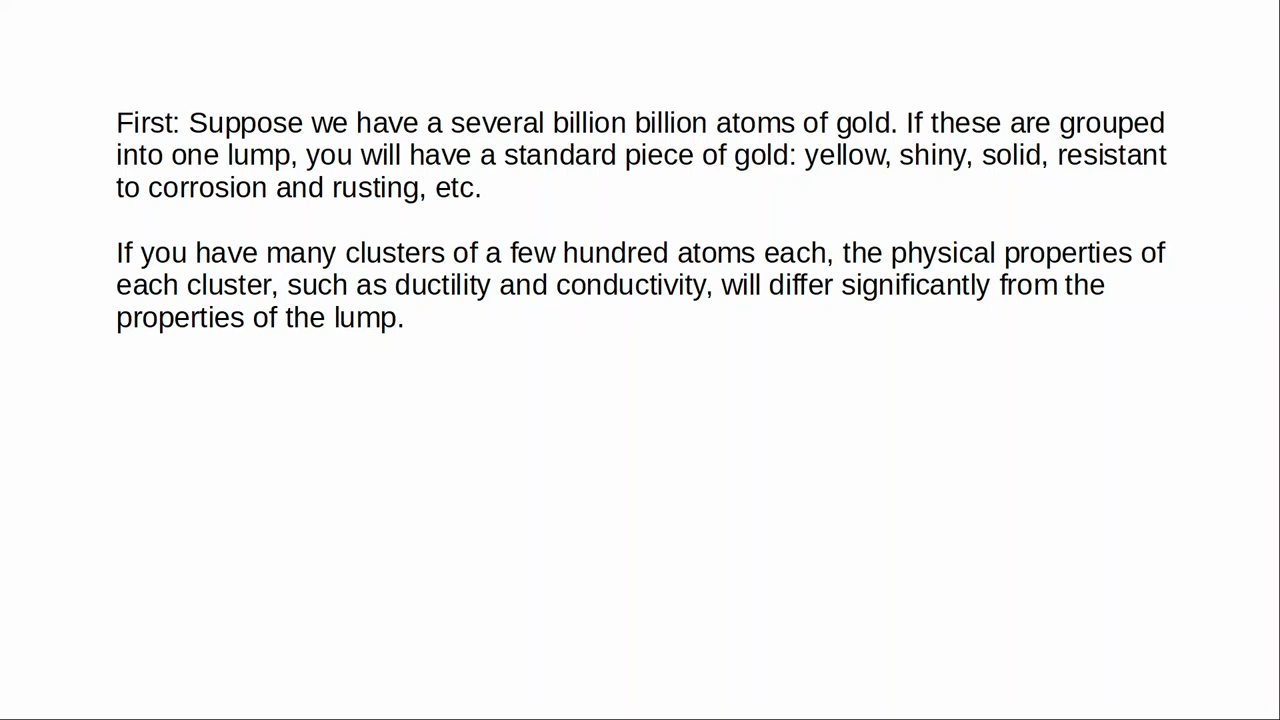 First: Suppose we have a several billion billion atoms of gold. If these are grouped
into one lump, you will have a standard piece of gold: yellow, shiny, solid, resistant
to corrosion and rusting, etc.
If you have many clusters of a few hundred atoms each, the physical properties of
each cluster, such as ductility and conductivity, will differ significantly from the
properties of the lump.